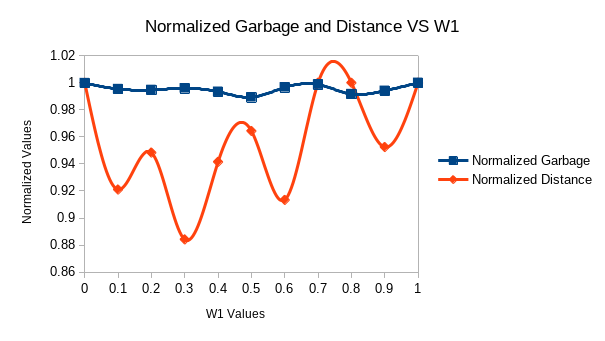 Normalized Garbage and Distance VS W1
1.02
1
0.98
0.96
0.94
0.92
0.9
0.88
0.86
0 0.1 0.2 0.3 0.4 0.5 0.6 0.7 0.8 0.9 1
Normalized Values
W1 Values
Normalized Garbage
Normalized Distance